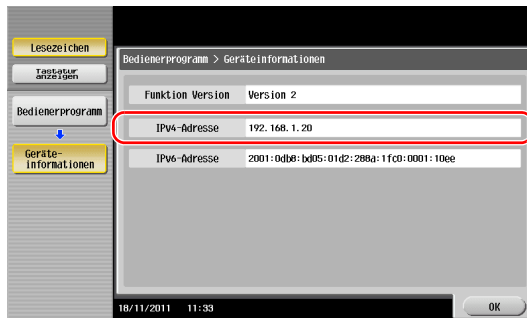 Lesezeichen
Tastatur
anzeigen
Bedienerprogramm
Geräte-
informationen
Bedienerprogramm > Geräteinformationen
Funktion Version Version 2
IPv4-Adresse 192.168.1.20
IPv6-Adresse 2001:0db8:bd05:01d2:288a:1fc0:0001:10ee
18/11/2011 11:33
OK